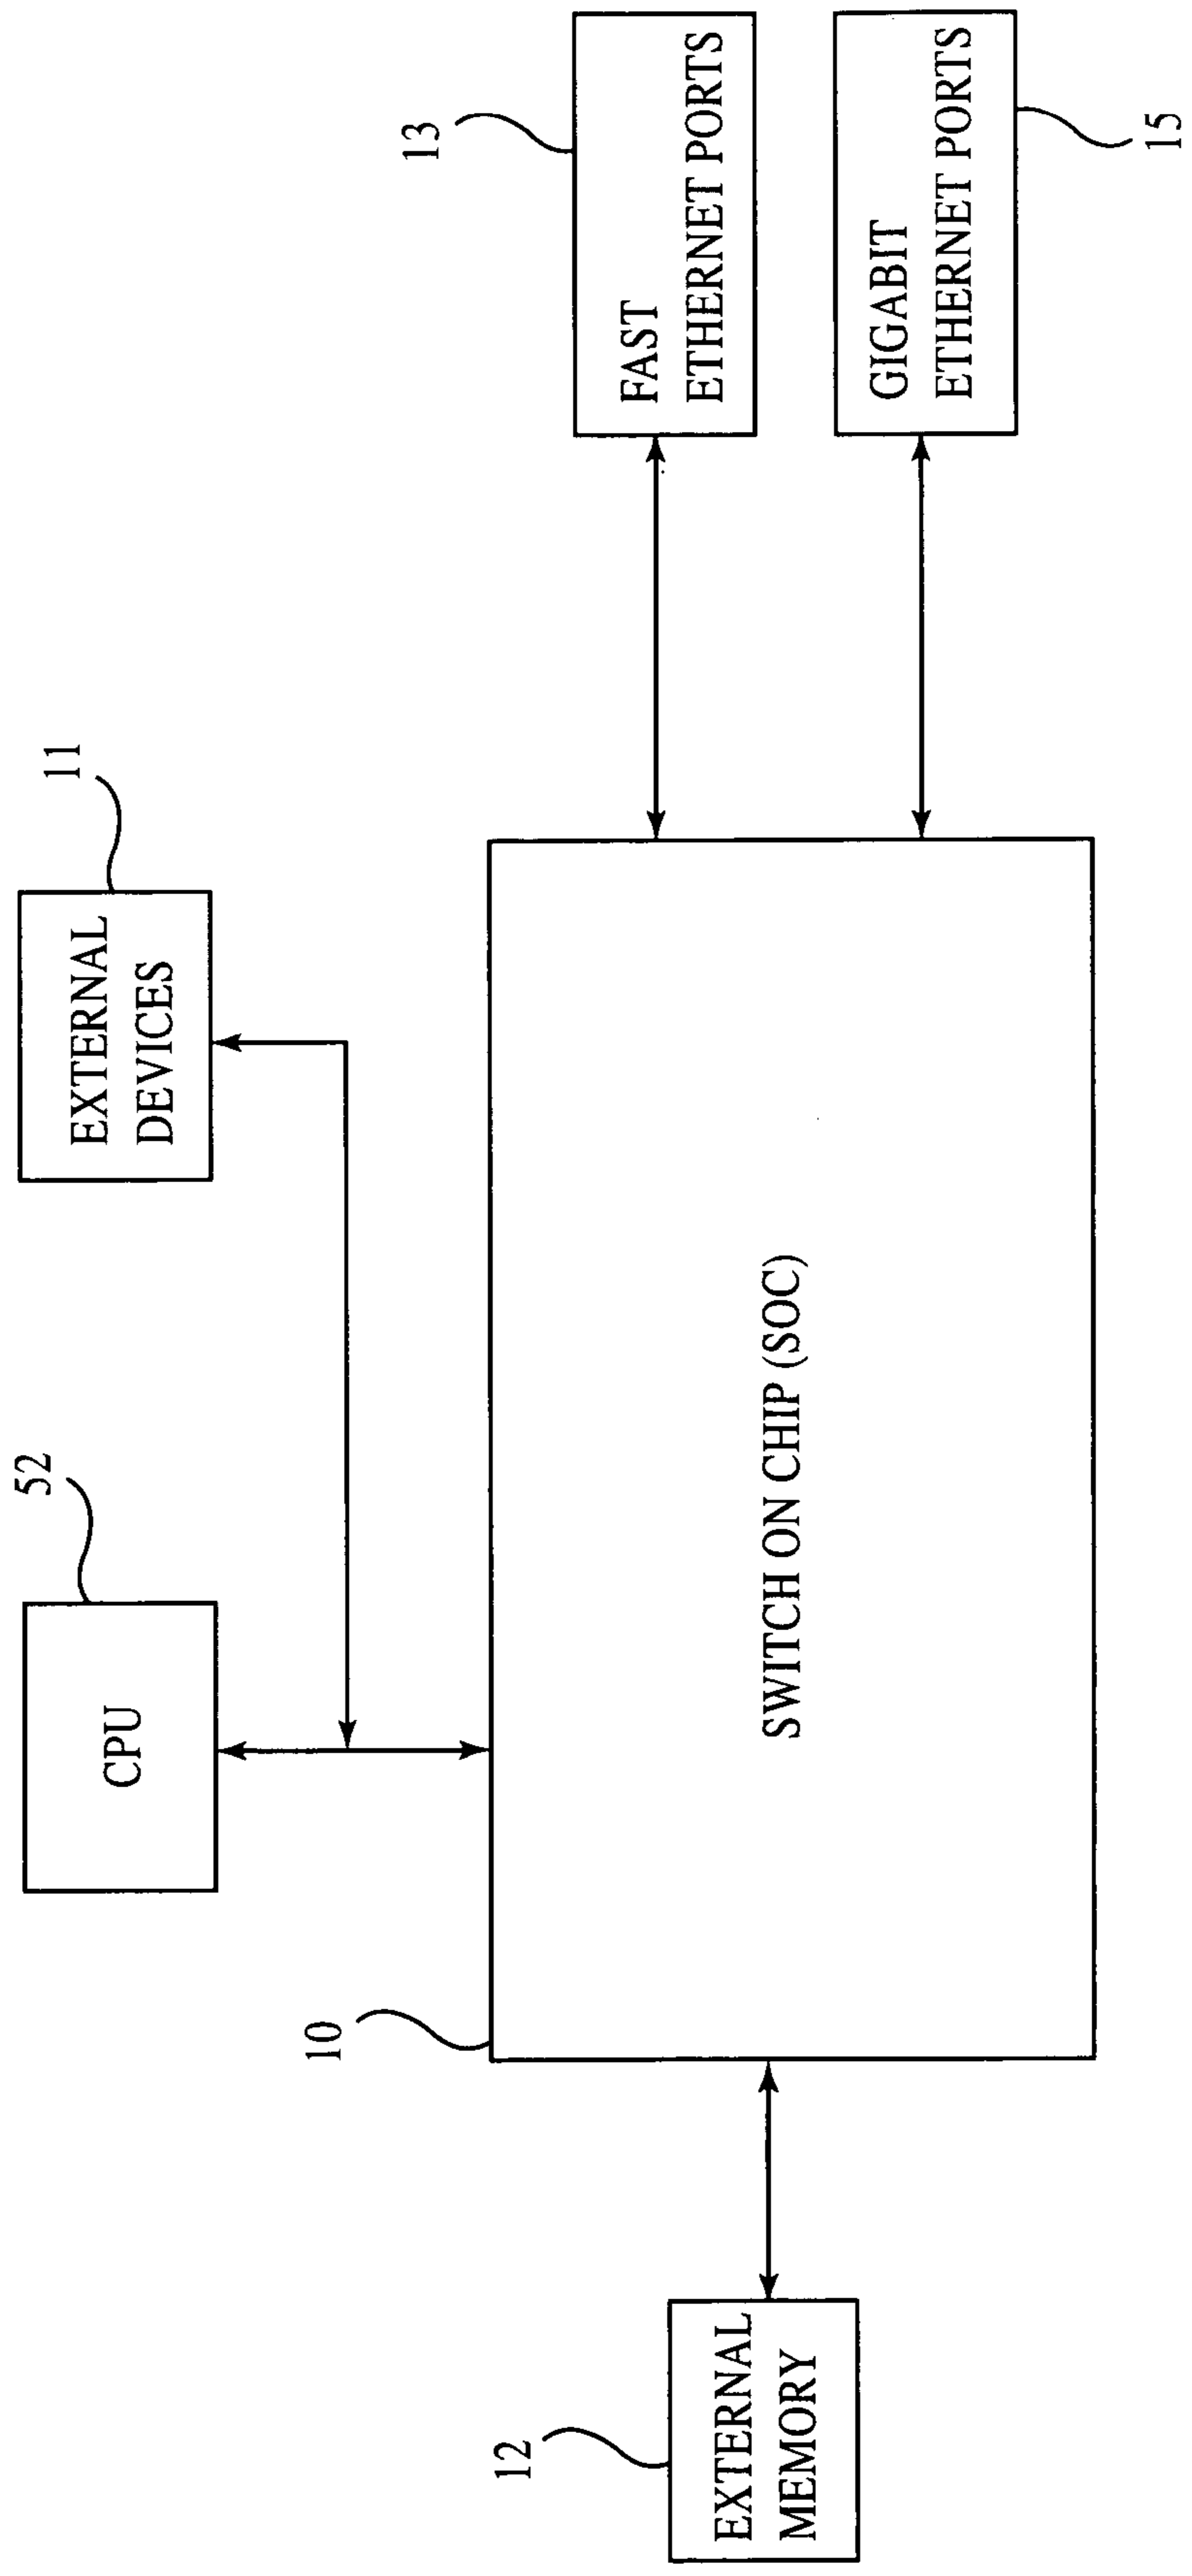 52
CPU
11
EXTERNAL
DEVICES
10
SWITCH ON CHIP (SOC)
12
EXTERNAL
MEMORY
13
FAST
ETHERNET PORTS
GIGABIT
ETHERNET PORTS
15